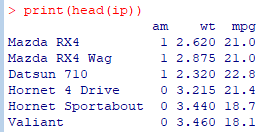 > print(head(ip))
am wt mpg
Mazda RX4 1 2.620 21.0
Mazda RX4 Wag 1 2.875 21.0
Datsun 710 1 2.320 22.8
Hornet 4 Drive 0 3.215 21.4
Hornet Sportabout 0 3.440 18.7
Valiant 0 3.460 18.1